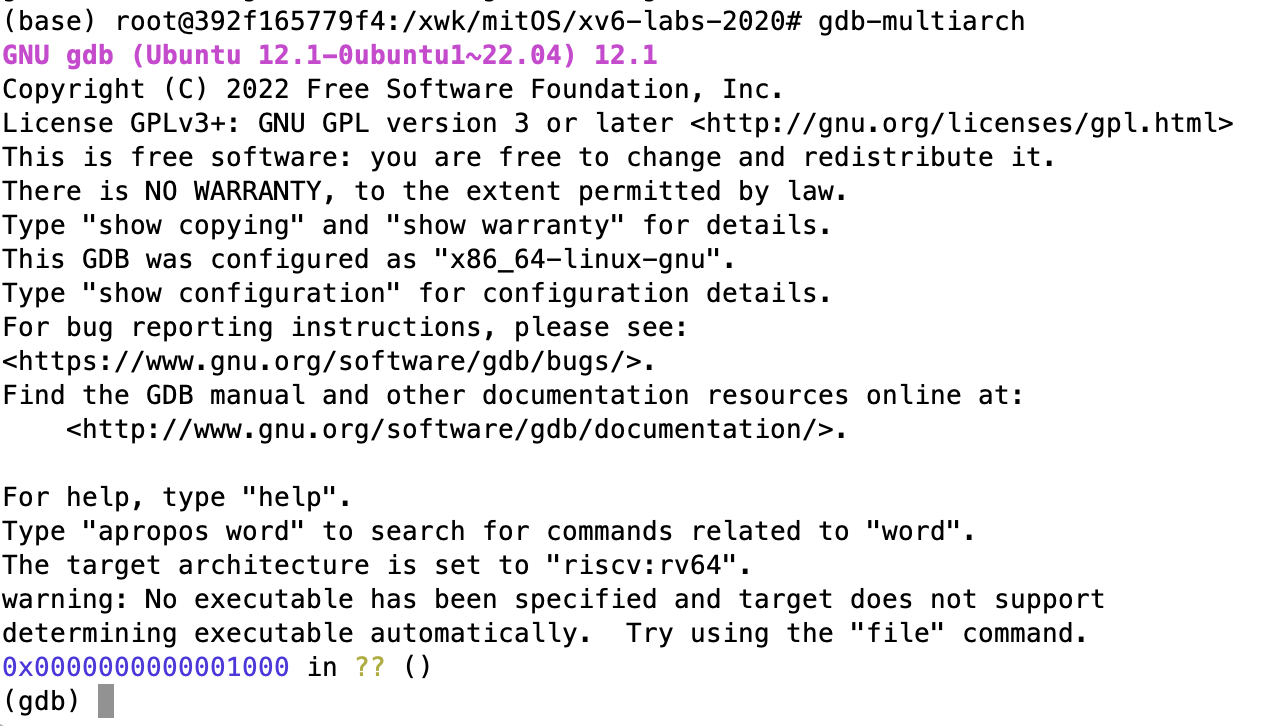 (base) root@392f165779f4:/xwk/mitOS/xv6-labs-2020# gdb-multiarch
GNU gdb (Ubuntu 12.1-0ubuntu1~22.04) 12.1
Copyright (C) 2022 Free Software Foundation, Inc.
License GPLv3+: GNU GPL version 3 or later <http://gnu.org/licenses/gpl.html>
This is free software: you are free to change and redistribute it.
There is NO WARRANTY, to the extent permitted by law.
Type "show copying" and "show warranty" for details.
This GDB was configured as "x86_64-linux-gnu".
Type "show configuration" for configuration details.
For bug reporting instructions, please see:
<https://www.gnu.org/software/gdb/bugs/>.
Find the GDB manual and other documentation resources online at:
    <http://www.gnu.org/software/gdb/documentation/>.

For help, type "help".
Type "apropos word" to search for commands related to "word".
The target architecture is set to "riscv:rv64".
warning: No executable has been specified and target does not support
determining executable automatically.  Try using the "file" command.
0x0000000000001000 in ?? ()
(gdb)